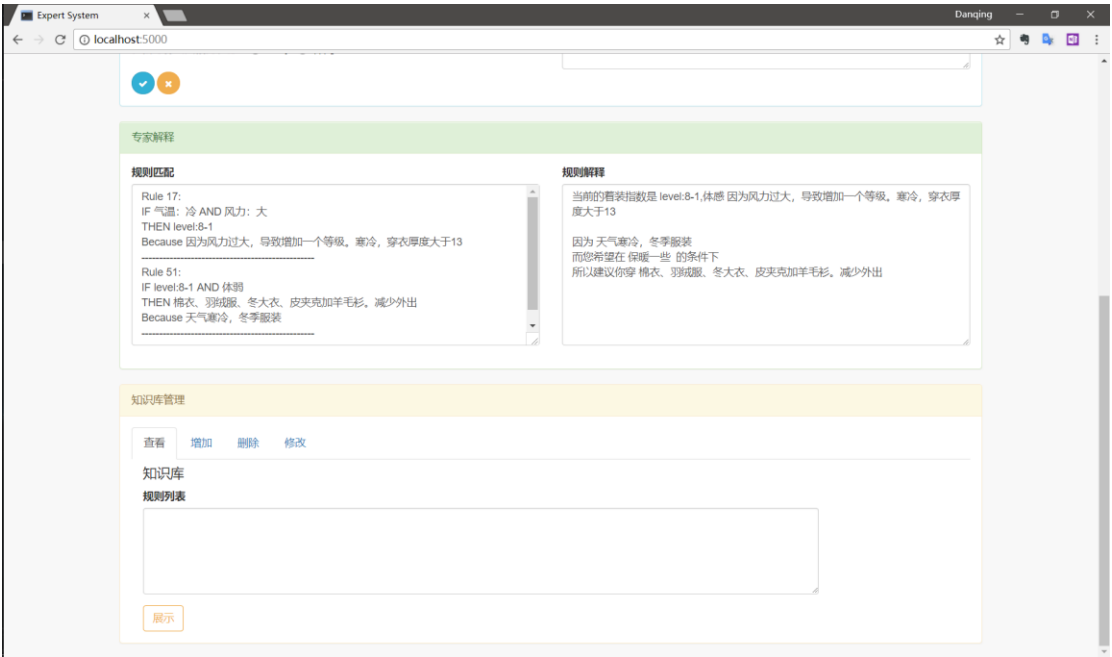 Expert System
Danqing
localhost:5000
专家解释
规则匹配
Rule 17:
IF 气温：冷 AND 风力：大
THEN level:8-1
Because 因为风力过大，导致增加一个等级。寒冷，穿衣厚度大于13
-------------------------------------------------
Rule 51:
IF level:8-1 AND 体弱
THEN 棉衣、羽绒服、冬大衣、皮夹克加羊毛衫。减少外出
Because 天气寒冷，冬季服装
-------------------------------------------------
规则解释
当前的着装指数是 level:8-1,体感 因为风力过大，导致增加一个等级。寒冷，穿衣厚
度大于13
因为 天气寒冷，冬季服装
而您希望在 保暖一些 的条件下
所以建议你穿 棉衣、羽绒服、冬大衣、皮夹克加羊毛衫。减少外出
知识库管理
查看 增加 删除 修改
知识库
规则列表
展示